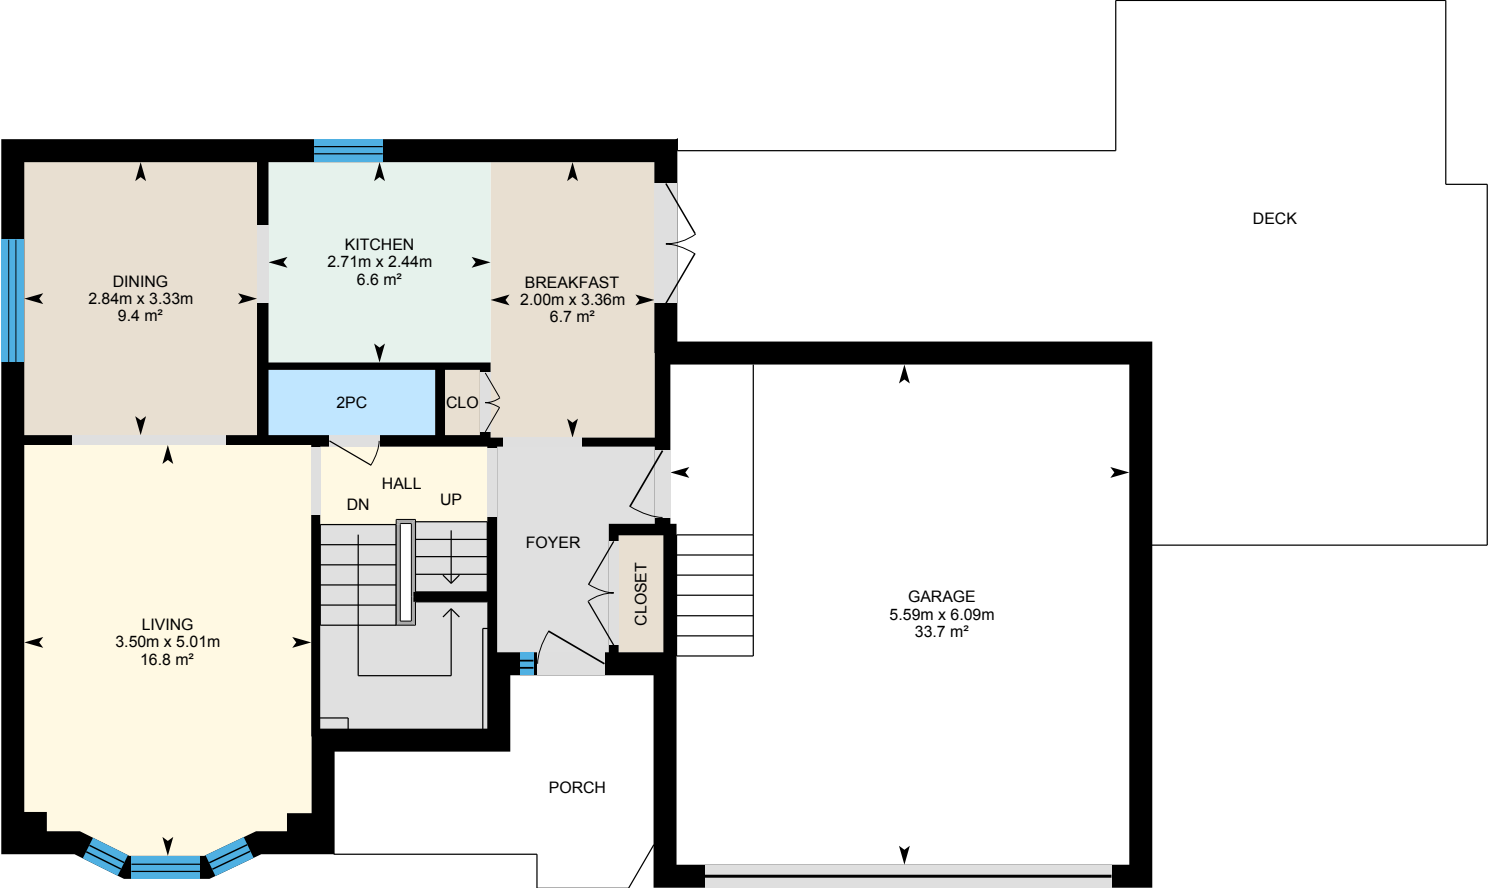 DECK
KITCHEN
2.71m x 2.44m
6.6 m²
DINING
2.84m x 3.33m
9.4 m²
BREAKFAST
2.00m x 3.36m
6.7 m²
2PC
CLO
HALL
DN
UP
FOYER
CLOSET
GARAGE
5.59m x 6.09m
33.7 m²
LIVING
3.50m x 5.01m
16.8 m²
PORCH